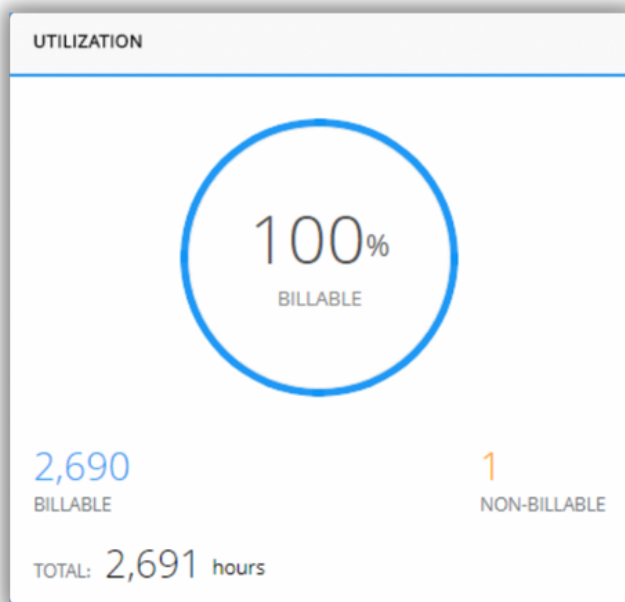 UTILIZATION
100%
BILLABLE
2,690
BILLABLE
1
NON-BILLABLE
TOTAL: 2,691 hours